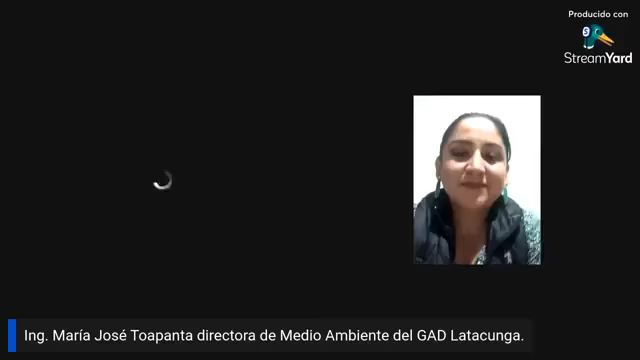 Producido con
StreamYard
Ing. María José Toapanta directora de Medio Ambiente del GAD Latacunga.